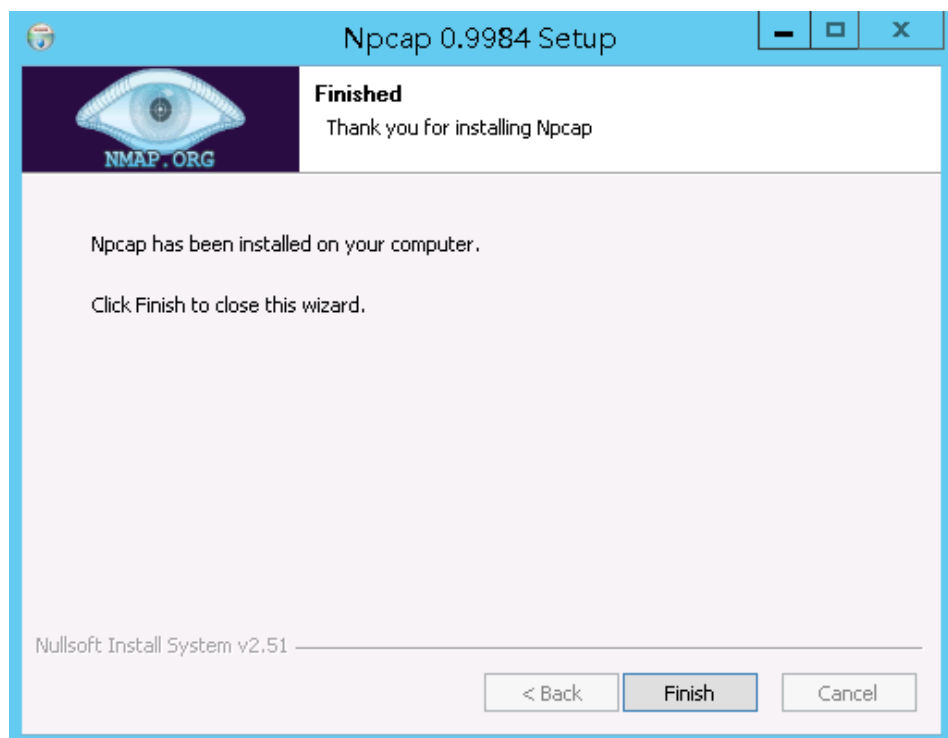 Npcap 0.9984 Setup
NMAP.ORG
Finished
Thank you for installing Npcap
Npcap has been installed on your computer.
Click Finish to close this wizard.
Nullsoft Install System v2.51
< Back
Finish
Cancel